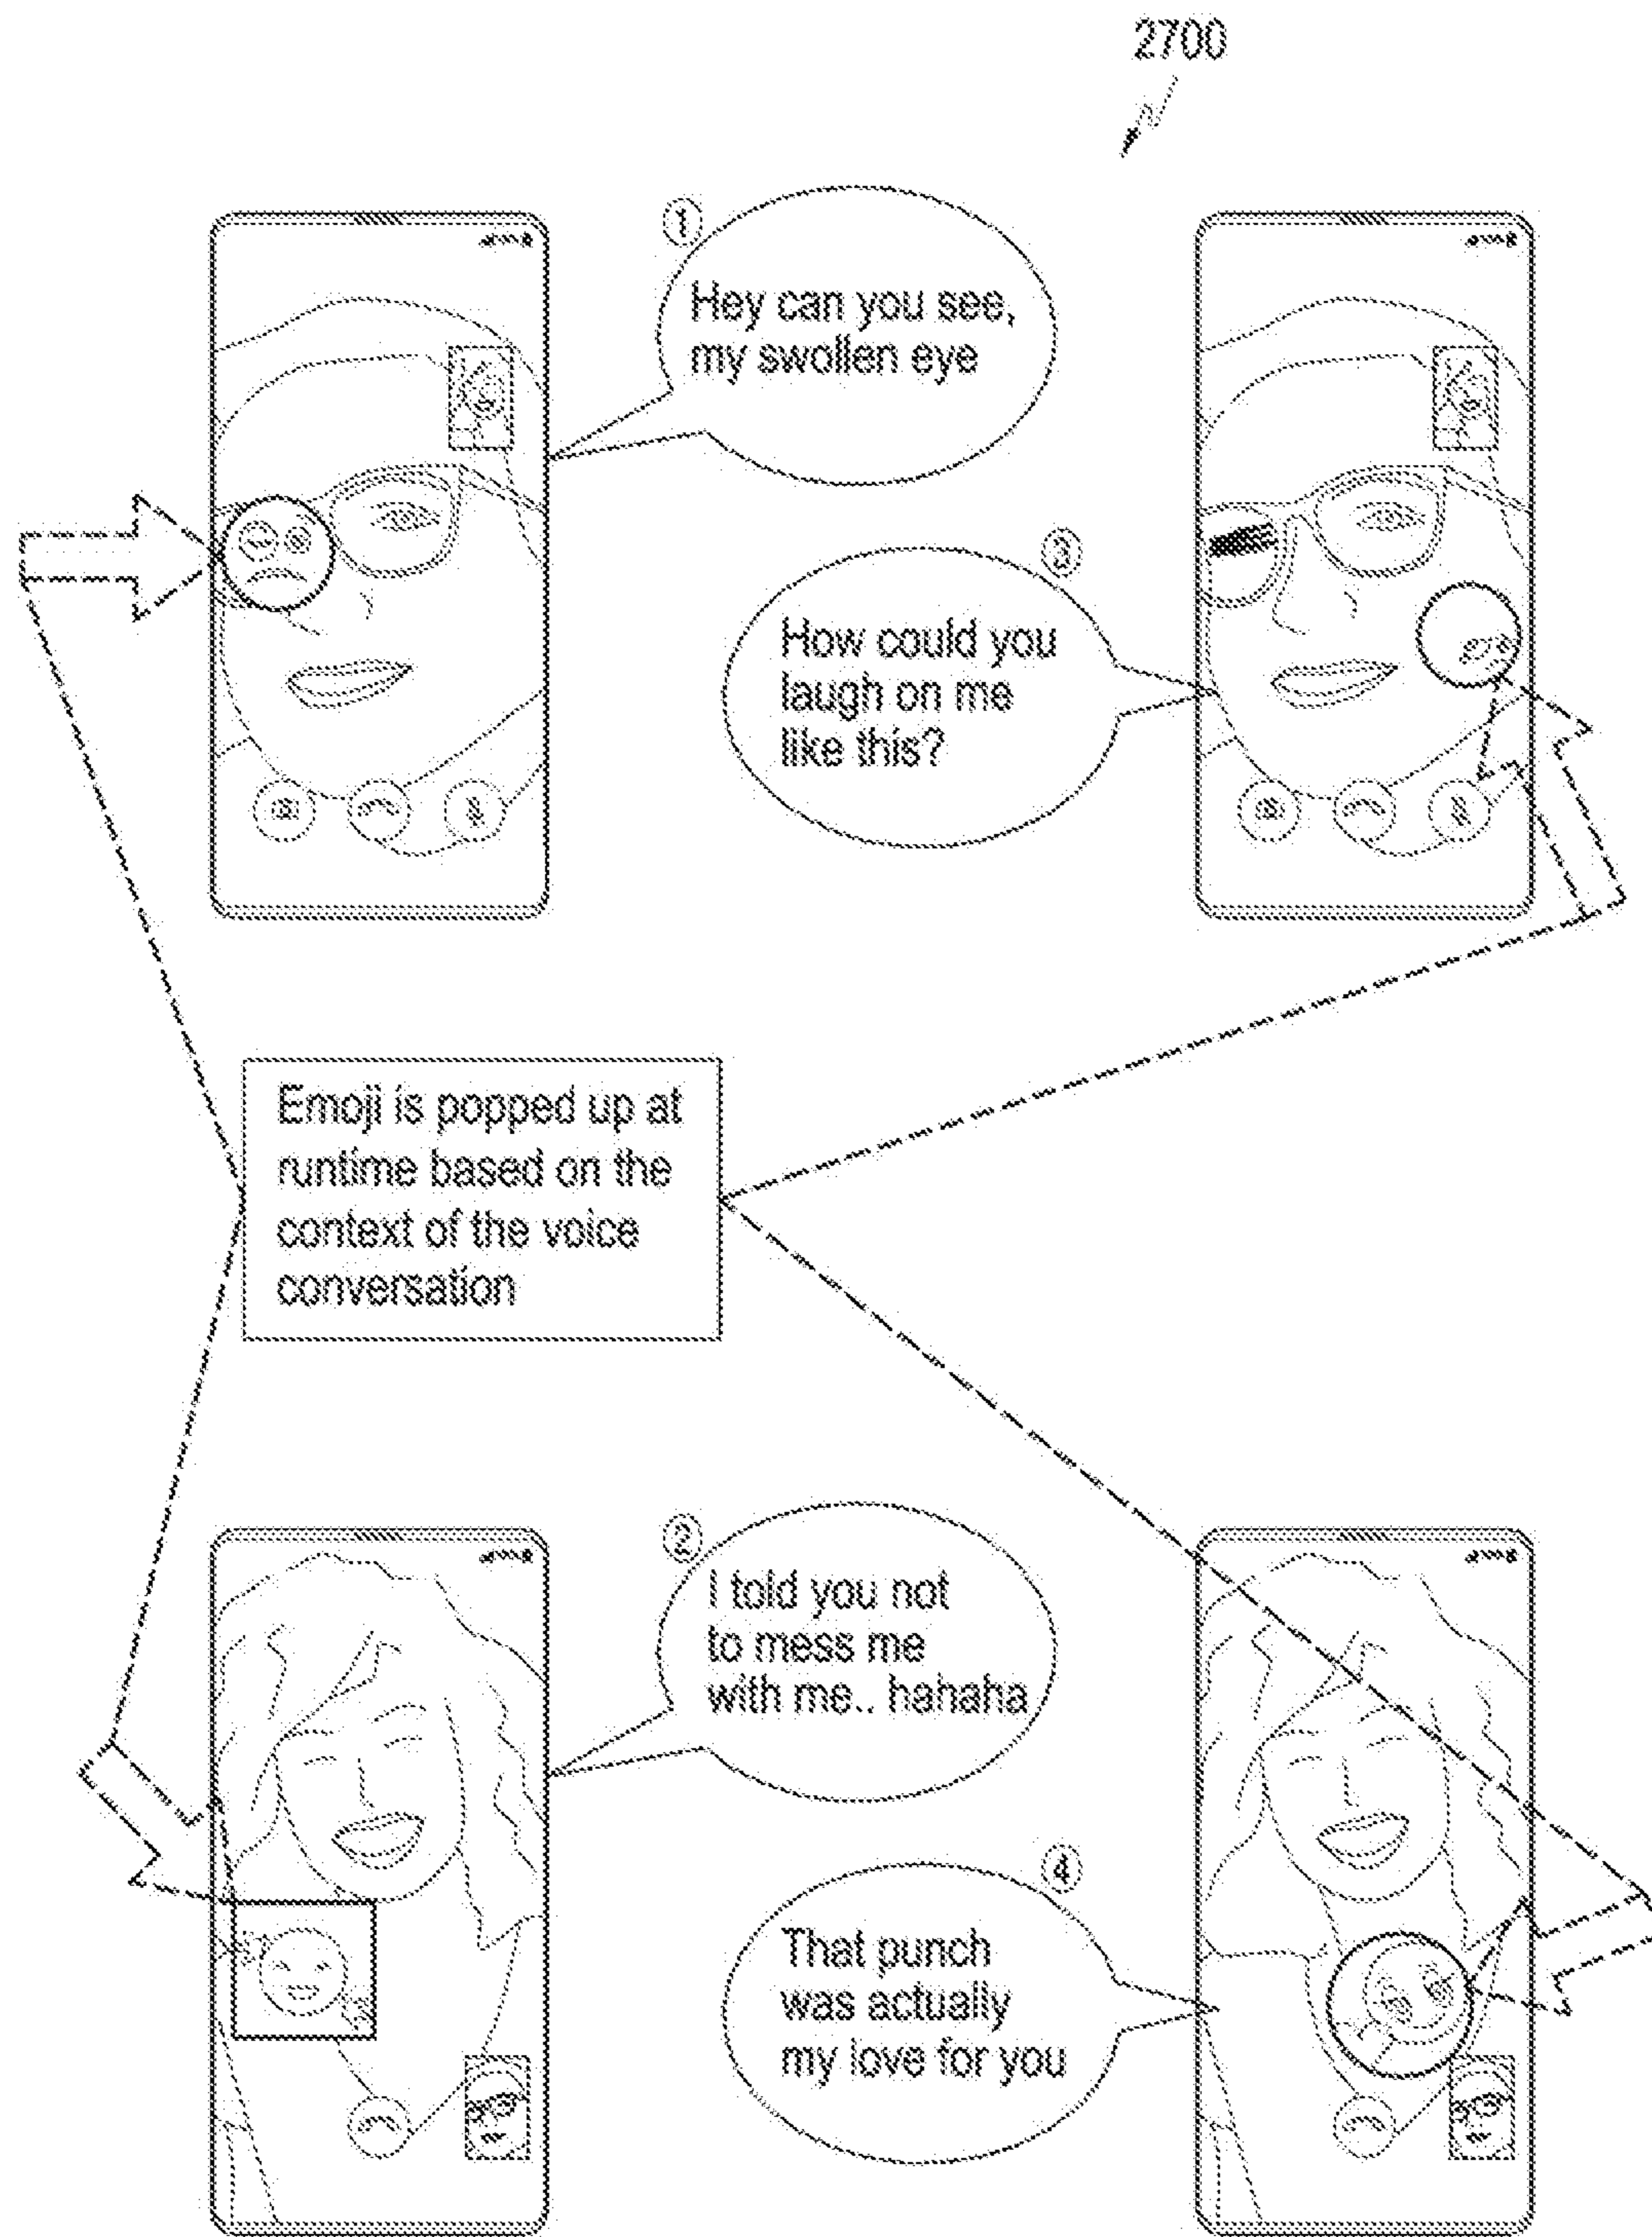 2700
①
Hey can you see,
my swollen eye
③
How could you
laugh on me
like this?
Emoji is popped up at
runtime based on the
context of the voice
conversation
②
I told you not
to mess me
with me.. hahaha
④
That punch
was actually
my love for you